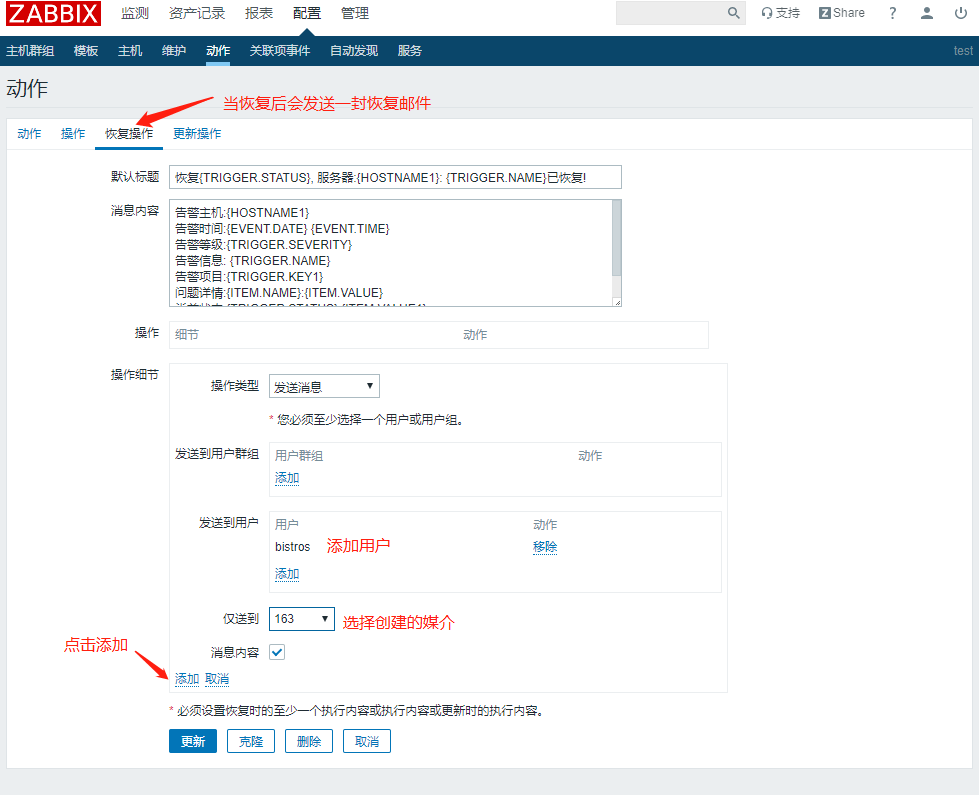 ZABBIX 监测 资产记录 报表 配置 管理 支持 Z Share ?
主机群组 模板 主机 维护 动作 关联项事件 自动发现 服务 test
动作
当恢复后会发送一封恢复邮件
动作 操作 恢复操作 更新操作
默认标题 恢复{TRIGGER.STATUS}, 服务器:{HOSTNAME1}: {TRIGGER.NAME}已恢复!
消息内容 告警主机:{HOSTNAME1}
告警时间:{EVENT.DATE} {EVENT.TIME}
告警等级:{TRIGGER.SEVERITY}
告警信息: {TRIGGER.NAME}
告警项目:{TRIGGER.KEY1}
问题详情:{ITEM.NAME}:{ITEM.VALUE}
操作 细节 动作
操作细节
操作类型 发送消息
* 您必须至少选择一个用户或用户组。
发送到用户群组 用户群组 动作
添加
发送到用户 用户 动作
bistros 添加用户 移除
添加
仅送到 163 选择创建的媒介
点击添加
消息内容
添加 取消
* 必须设置恢复时的至少一个执行内容或执行内容或更新时的执行内容。
更新 克隆 删除 取消